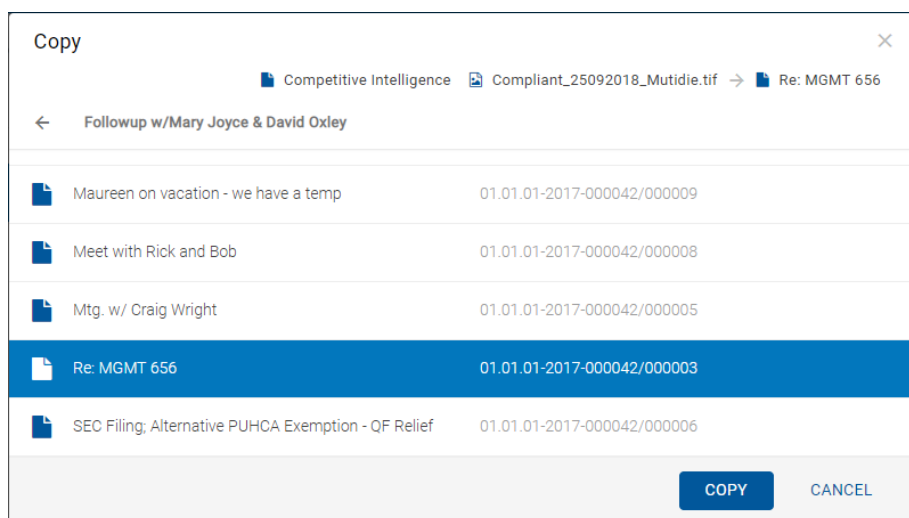 Copy
Competitive Intelligence Compliant_25092018_Mutidie.tif → Re: MGMT 656
Followup w/Mary Joyce & David Oxley
Maureen on vacation - we have a temp 01.01.01-2017-000042/000009
Meet with Rick and Bob 01.01.01-2017-000042/000008
Mtg. w/ Craig Wright 01.01.01-2017-000042/000005
Re: MGMT 656 01.01.01-2017-000042/000003
SEC Filing; Alternative PUHCA Exemption - QF Relief 01.01.01-2017-000042/000006
COPY CANCEL